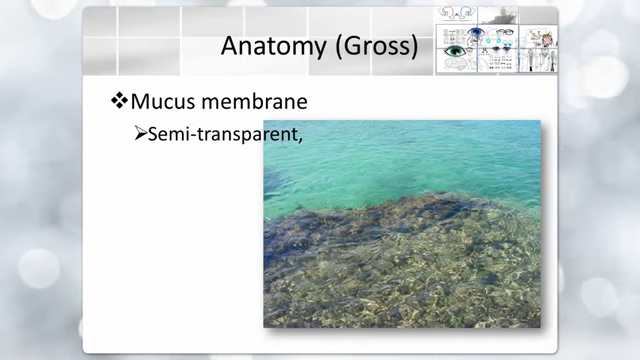 Anatomy (Gross)
❖Mucus membrane
➢Semi-transparent,